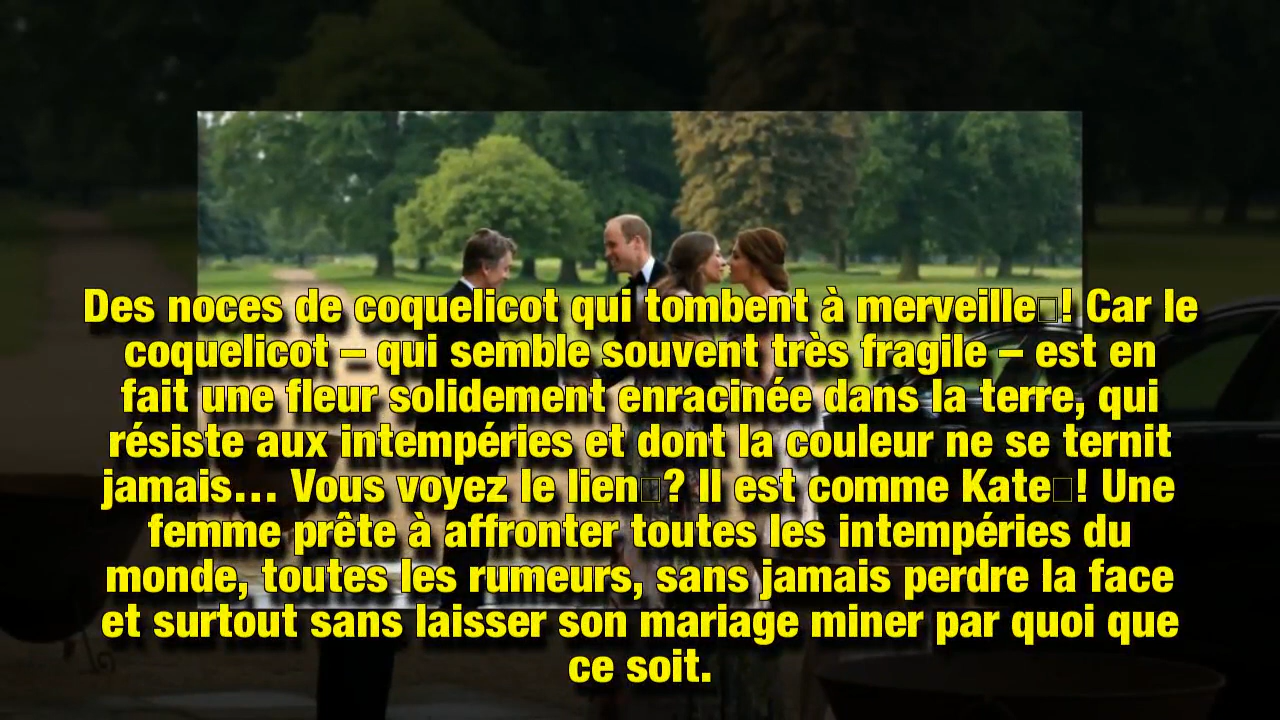 Des noces de coquelicot qui tombent à merveille□! Car le
coquelicot – qui semble souvent très fragile – est en
fait une fleur solidement enracinée dans la terre, qui
résiste aux intempéries et dont la couleur ne se ternit
jamais… Vous voyez le lien□? Il est comme Kate□! Une
femme prête à affronter toutes les intempéries du
monde, toutes les rumeurs, sans jamais perdre la face
et surtout sans laisser son mariage miner par quoi que
ce soit.